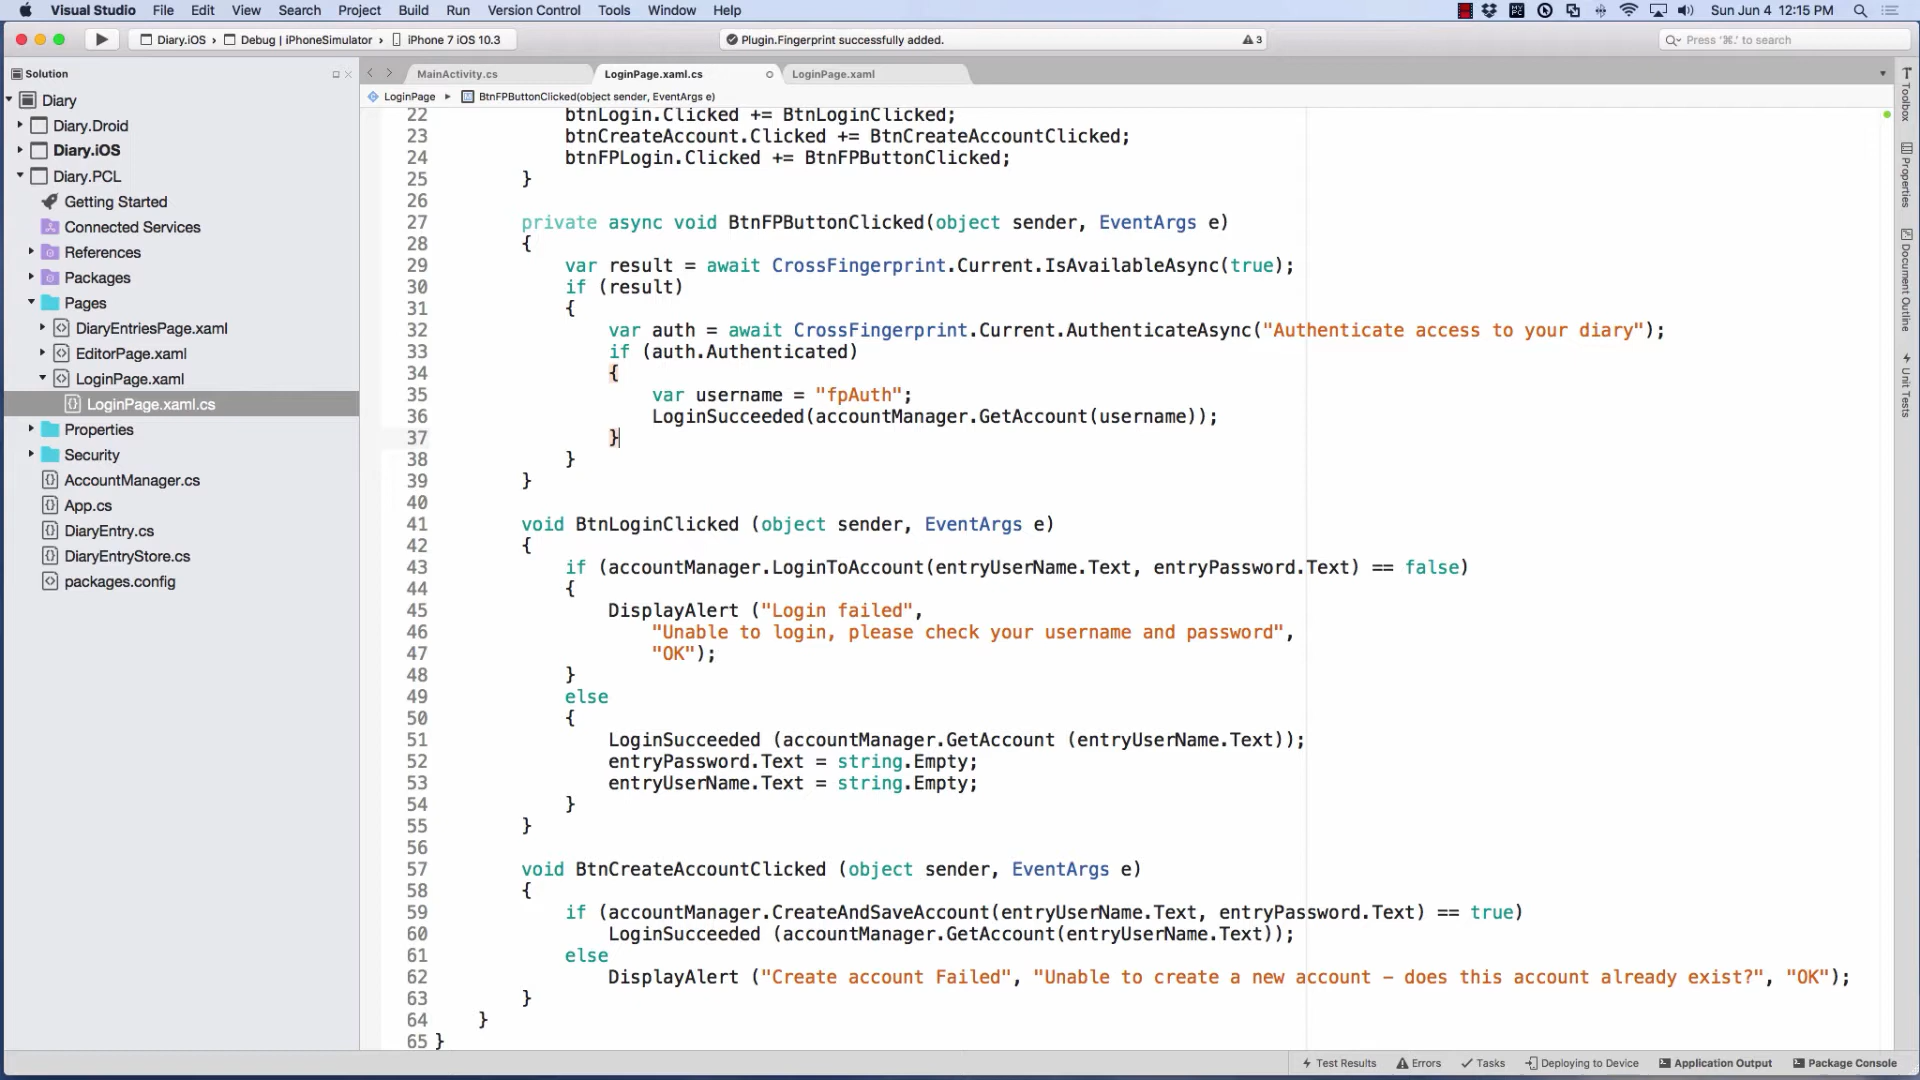 Visual Studio File Edit View Search Project Build Run Version Control Tools Window Help Sun Jun 4 12:15 PM
Diary.iOS Debug | iPhoneSimulator iPhone 7 iOS 10.3 Plugin.Fingerprint successfully added. 3 Press ‘⌘.’ to search
Solution
MainActivity.cs LoginPage.xaml.cs LoginPage.xaml
LoginPage BtnFPButtonClicked(object sender, EventArgs e)
Diary
Diary.Droid
Diary.iOS
Diary.PCL
Getting Started
Connected Services
References
Packages
Pages
DiaryEntriesPage.xaml
EditorPage.xaml
LoginPage.xaml
LoginPage.xaml.cs
Properties
Security
AccountManager.cs
App.cs
DiaryEntry.cs
DiaryEntryStore.cs
packages.config
22 btnLogin.Clicked += BtnLoginClicked;
23 btnCreateAccount.Clicked += BtnCreateAccountClicked;
24 btnFPLogin.Clicked += BtnFPButtonClicked;
25 }
26
27 private async void BtnFPButtonClicked(object sender, EventArgs e)
28 {
29 var result = await CrossFingerprint.Current.IsAvailableAsync(true);
30 if (result)
31 {
32 var auth = await CrossFingerprint.Current.AuthenticateAsync("Authenticate access to your diary");
33 if (auth.Authenticated)
34 {
35 var username = "fpAuth";
36 LoginSucceeded(accountManager.GetAccount(username));
37 }
38 }
39 }
40
41 void BtnLoginClicked (object sender, EventArgs e)
42 {
43 if (accountManager.LoginToAccount(entryUserName.Text, entryPassword.Text) == false)
44 {
45 DisplayAlert ("Login failed",
46 "Unable to login, please check your username and password",
47 "OK");
48 }
49 else
50 {
51 LoginSucceeded (accountManager.GetAccount (entryUserName.Text));
52 entryPassword.Text = string.Empty;
53 entryUserName.Text = string.Empty;
54 }
55 }
56
57 void BtnCreateAccountClicked (object sender, EventArgs e)
58 {
59 if (accountManager.CreateAndSaveAccount(entryUserName.Text, entryPassword.Text) == true)
60 LoginSucceeded (accountManager.GetAccount(entryUserName.Text));
61 else
62 DisplayAlert ("Create account Failed", "Unable to create a new account – does this account already exist?", "OK");
63 }
64 }
65 }
Toolbox
Properties
Document Outline
Unit Tests
Test Results Errors Tasks Deploying to Device Application Output Package Console